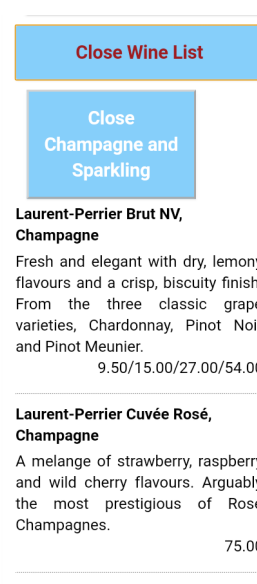 Close Wine List
Close
Champagne and
Sparkling
Laurent-Perrier Brut NV,
Champagne
Fresh and elegant with dry, lemony
flavours and a crisp, biscuity finish.
From the three classic grape
varieties, Chardonnay, Pinot Noir
and Pinot Meunier.
9.50/15.00/27.00/54.00
Laurent-Perrier Cuvée Rosé,
Champagne
A melange of strawberry, raspberry
and wild cherry flavours. Arguably
the most prestigious of Rosé
Champagnes.
75.00